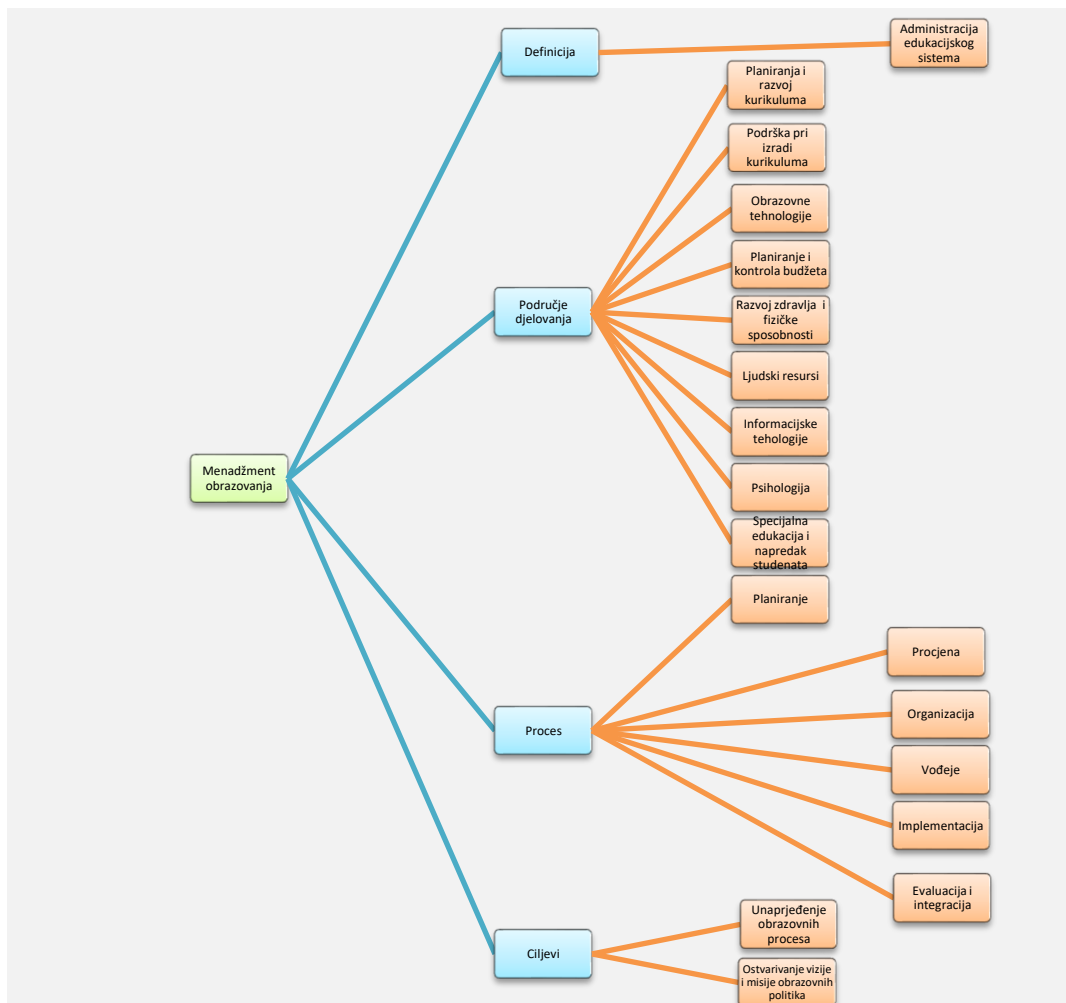 Menadžment
obrazovanja
Definicija
Administracija
edukacijskog
sistema
Područje
djelovanja
Planiranja i
razvoj
kurikuluma
Podrška pri
izradi
kurikuluma
Obrazovne
tehnologije
Planiranje i
kontrola budžeta
Razvoj zdravlja i
fizičke
sposobnosti
Ljudski resursi
Informacijske
tehologije
Psihologija
Specijalna
edukacija i
napredak
studenata
Proces
Planiranje
Procjena
Organizacija
Vođeje
Implementacija
Evaluacija i
integracija
Ciljevi
Unaprjeđenje
obrazovnih
procesa
Ostvarivanje vizije
i misije obrazovnih
politika